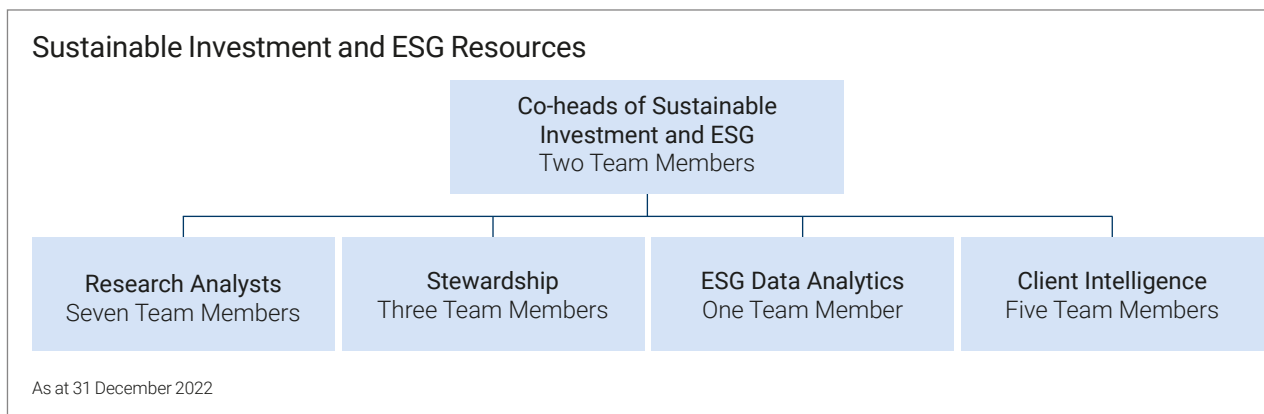 Sustainable Investment and ESG Resources
Co-heads of Sustainable
Investment and ESG
Two Team Members
Research Analysts
Seven Team Members
Stewardship
Three Team Members
ESG Data Analytics
One Team Member
Client Intelligence
Five Team Members
As at 31 December 2022